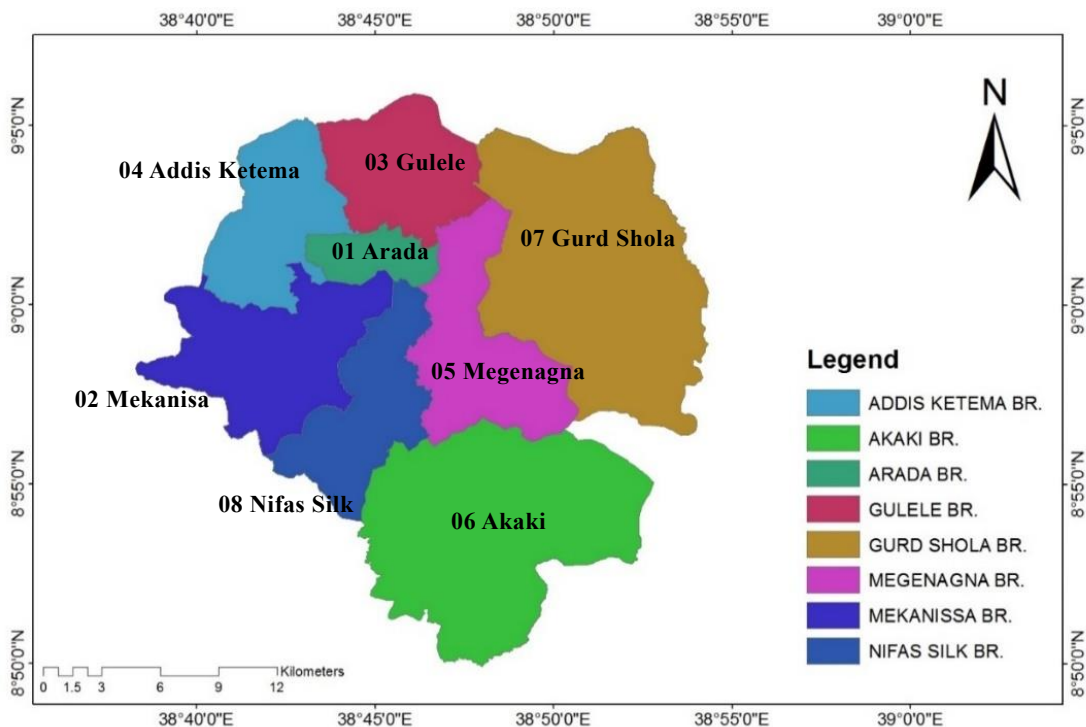 38°40'0"E 38°45'0"E 38°50'0"E 38°55'0"E 39°0'0"E
N
9°5'0"N
9°5'0"N
03 Gulele
04 Addis Ketema
07 Gurd Shola
01 Arada
9°0'0"N
9°0'0"N
Legend
05 Megenagna
02 Mekanisa
ADDIS KETEMA BR.
AKAKI BR.
ARADA BR.
GULELE BR.
GURD SHOLA BR.
MEGENAGNA BR.
MEKANISSA BR.
NIFAS SILK BR.
8°55'0"N
8°55'0"N
08 Nifas Silk
06 Akaki
8°50'0"N
8°50'0"N
Kilometers
0 1.5 3 6 9 12
38°40'0"E 38°45'0"E 38°50'0"E 38°55'0"E 39°0'0"E